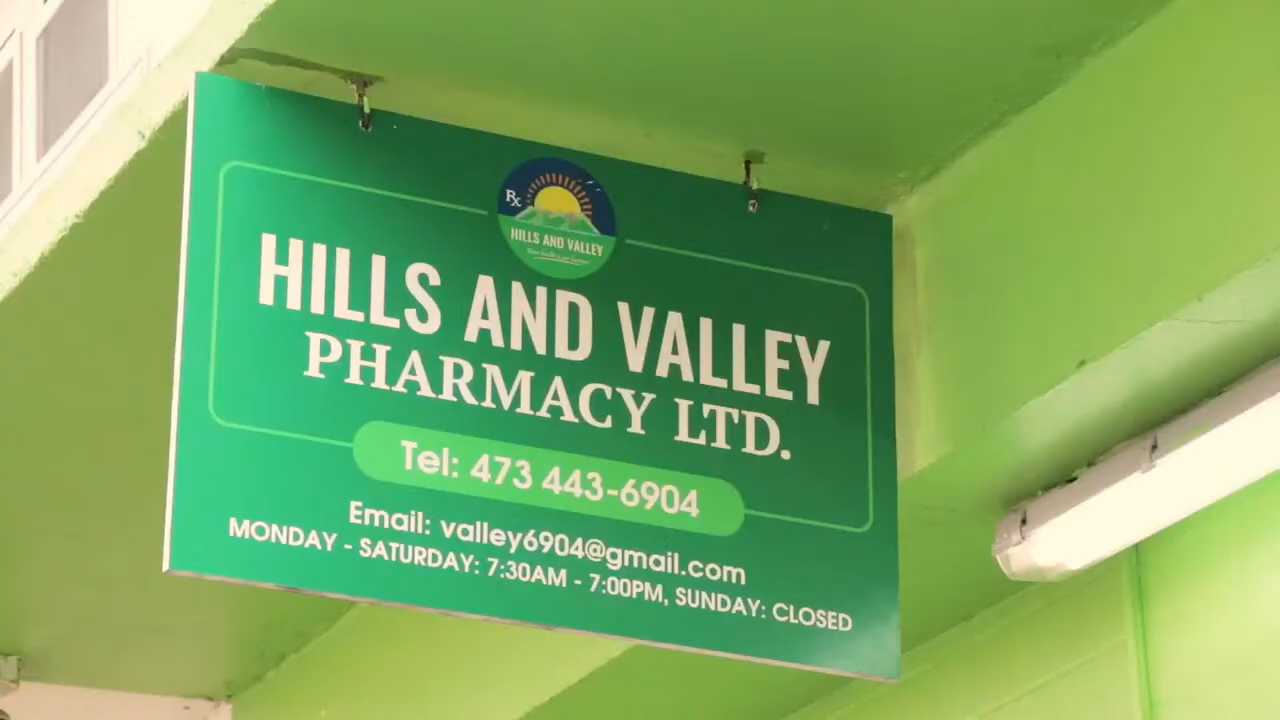 Rx
HILLS AND VALLEY
HILLS AND VALLEY
PHARMACY LTD.
Tel: 473 443-6904
Email: valley6904@gmail.com
MONDAY - SATURDAY: 7:30AM - 7:00PM, SUNDAY: CLOSED